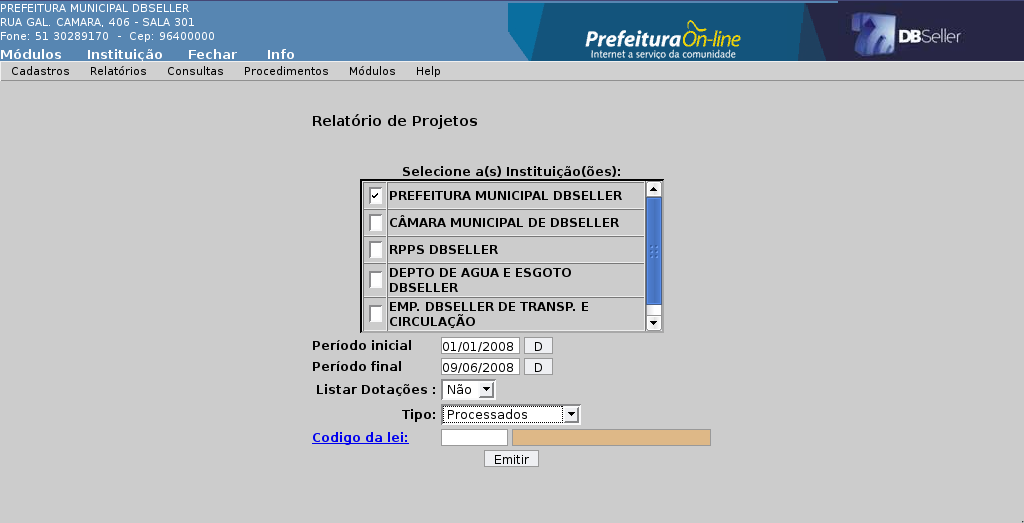 PREFEITURA MUNICIPAL DBSELLER
RUA GAL. CAMARA, 406 - SALA 301
Fone: 51 30289170 - Cep: 96400000
Módulos Instituição Fechar Info
Prefeitura On-line
Internet a serviço da comunidade
DBSeller
Cadastros Relatórios Consultas Procedimentos Módulos Help
Relatório de Projetos
Selecione a(s) Instituição(ões):
PREFEITURA MUNICIPAL DBSELLER
CÂMARA MUNICIPAL DE DBSELLER
RPPS DBSELLER
DEPTO DE AGUA E ESGOTO
DBSELLER
EMP. DBSELLER DE TRANSP. E
CIRCULAÇÃO
Período inicial 01/01/2008 D
Período final 09/06/2008 D
Listar Dotações : Não
Tipo: Processados
Codigo da lei:
Emitir